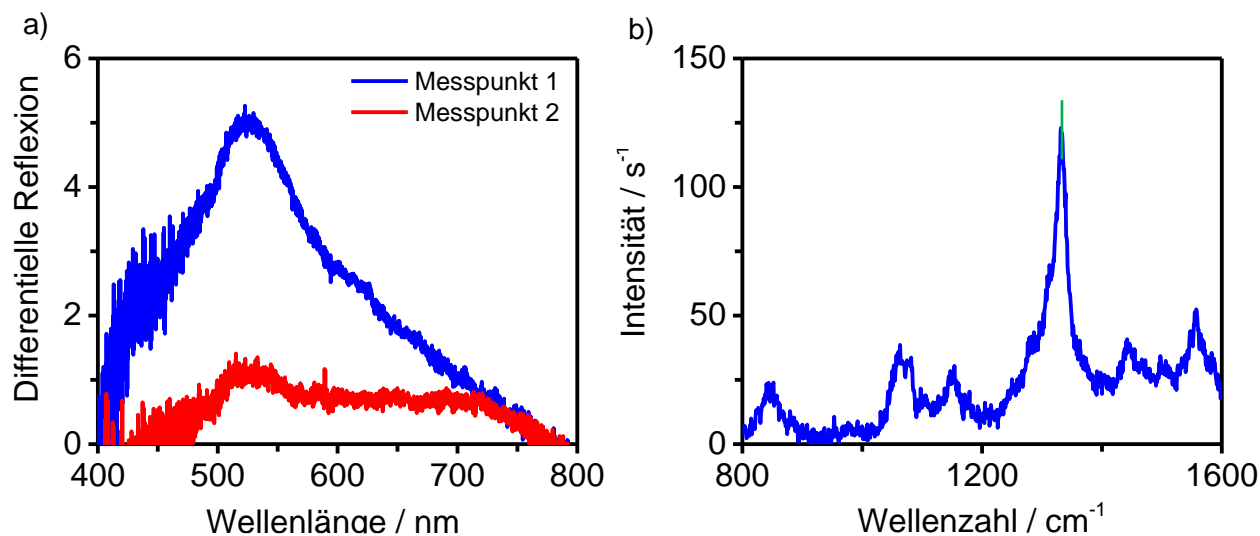 a)
Differentielle Reflexion
6
4
2
0
400
500
600
700
800
Wellenlänge / nm
Messpunkt 1
Messpunkt 2
b)
Intensität / s⁻¹
150
100
50
0
800
1200
1600
Wellenzahl / cm⁻¹